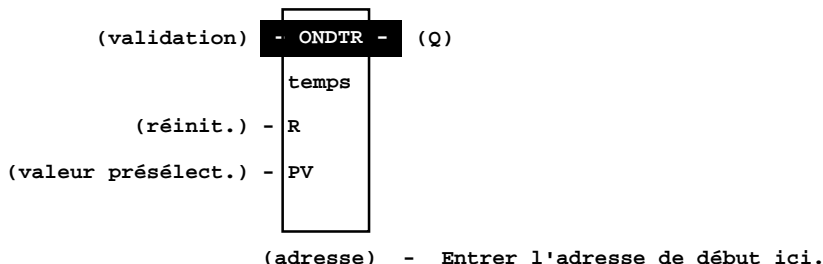 (validation) - ONDTR - (Q)
temps
(réinit.) - R
(valeur présélect.) - PV
(adresse) - Entrer l'adresse de début ici.